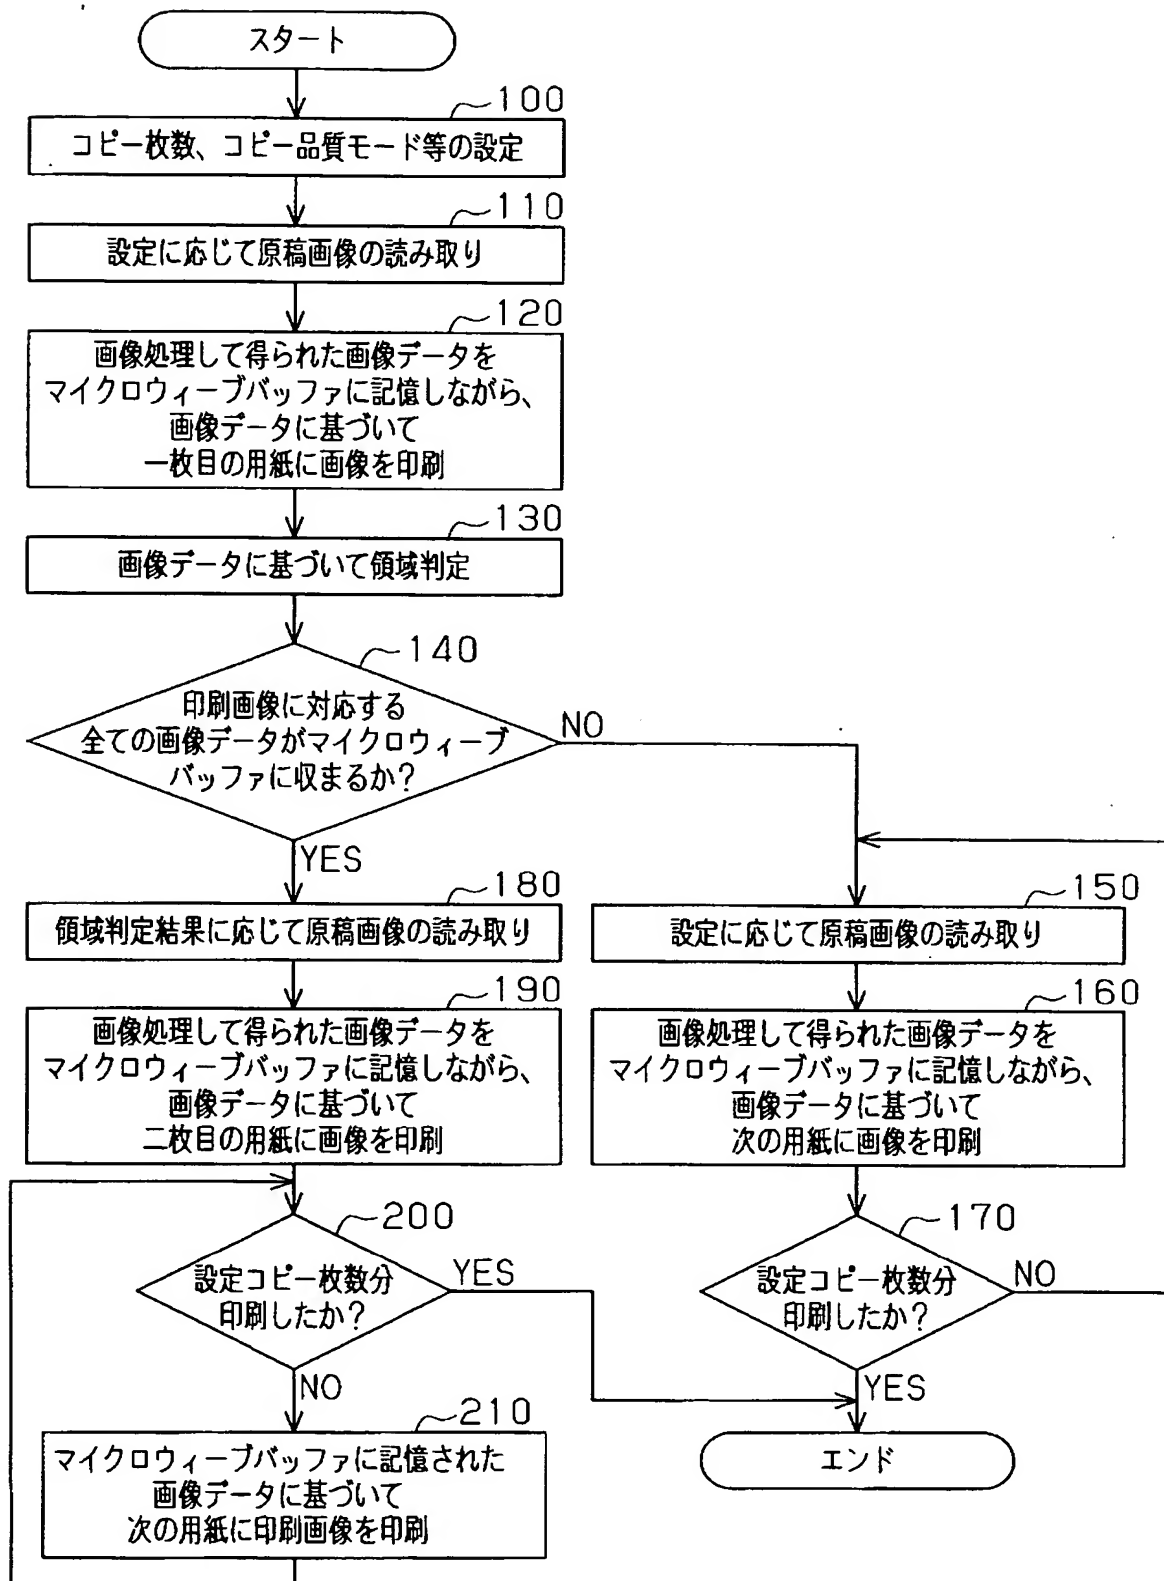 スタート
100
コピー枚数、コピー品質モード等の設定
110
設定に応じて原稿画像の読み取り
120
画像処理して得られた画像データを
マイクロウィーブバッファに記憶しながら、
画像データに基づいて
一枚目の用紙に画像を印刷
130
画像データに基づいて領域判定
140
印刷画像に対応する
全ての画像データがマイクロウィーブ
バッファに収まるか？
NO
YES
180
領域判定結果に応じて原稿画像の読み取り
190
画像処理して得られた画像データを
マイクロウィーブバッファに記憶しながら、
画像データに基づいて
二枚目の用紙に画像を印刷
200
設定コピー枚数分
印刷したか？
YES
NO
210
マイクロウィーブバッファに記憶された
画像データに基づいて
次の用紙に印刷画像を印刷
150
設定に応じて原稿画像の読み取り
160
画像処理して得られた画像データを
マイクロウィーブバッファに記憶しながら、
画像データに基づいて
次の用紙に画像を印刷
170
設定コピー枚数分
印刷したか？
NO
YES
エンド